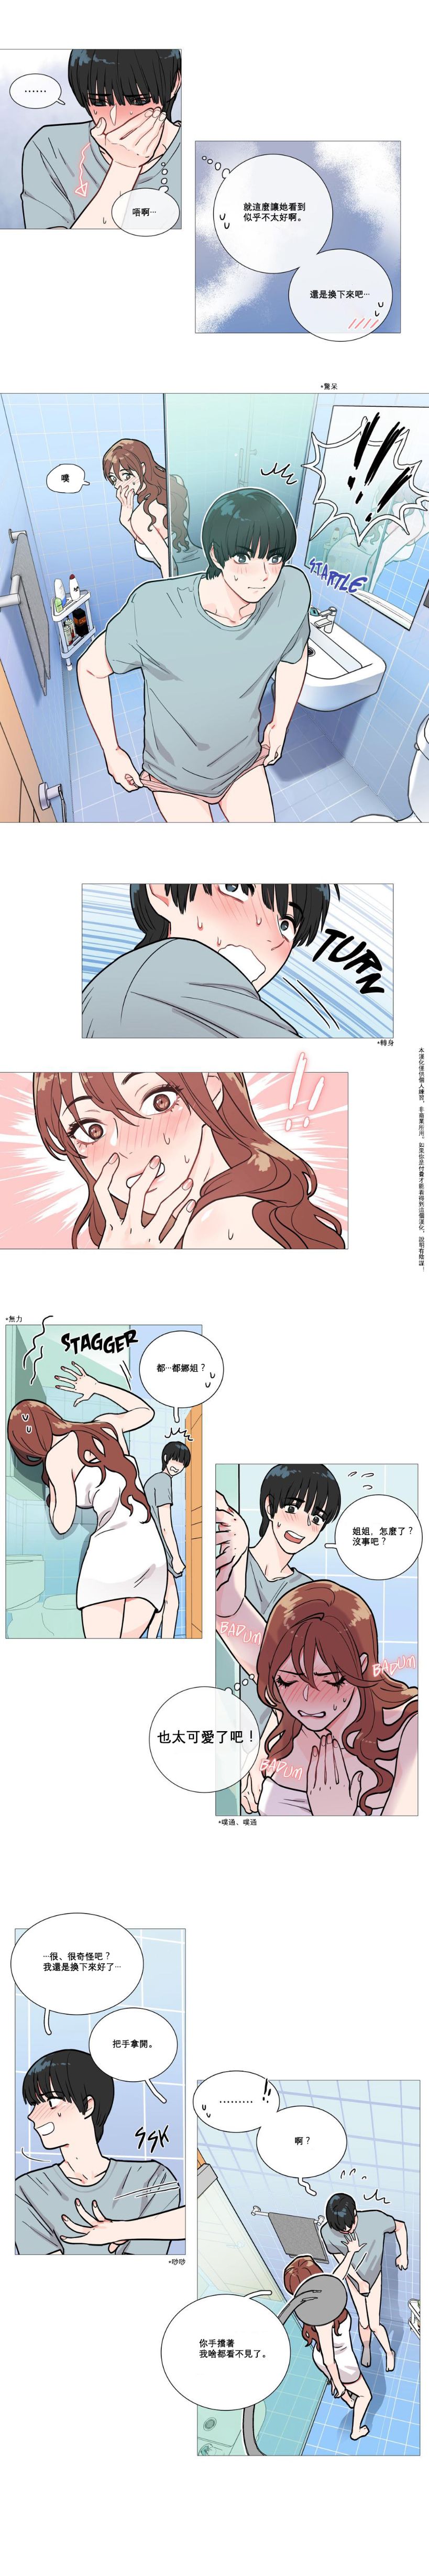 ......
唔啊…
就這麼讓她看到
似乎不太好啊。
還是換下來吧…
*驚呆
噗
STARTLE
TURN
*轉身
*無力
STAGGER
都…都娜姐？
姐姐，怎麼了？
沒事吧？
BADUM
BADUM
也太可愛了吧！
BADUM
*噗通、噗通
…很、很奇怪吧？
我還是換下來好了…
把手拿開。
SSK
*唦唦
.........
!!
啊？
你手擋著
我啥都看不見了。